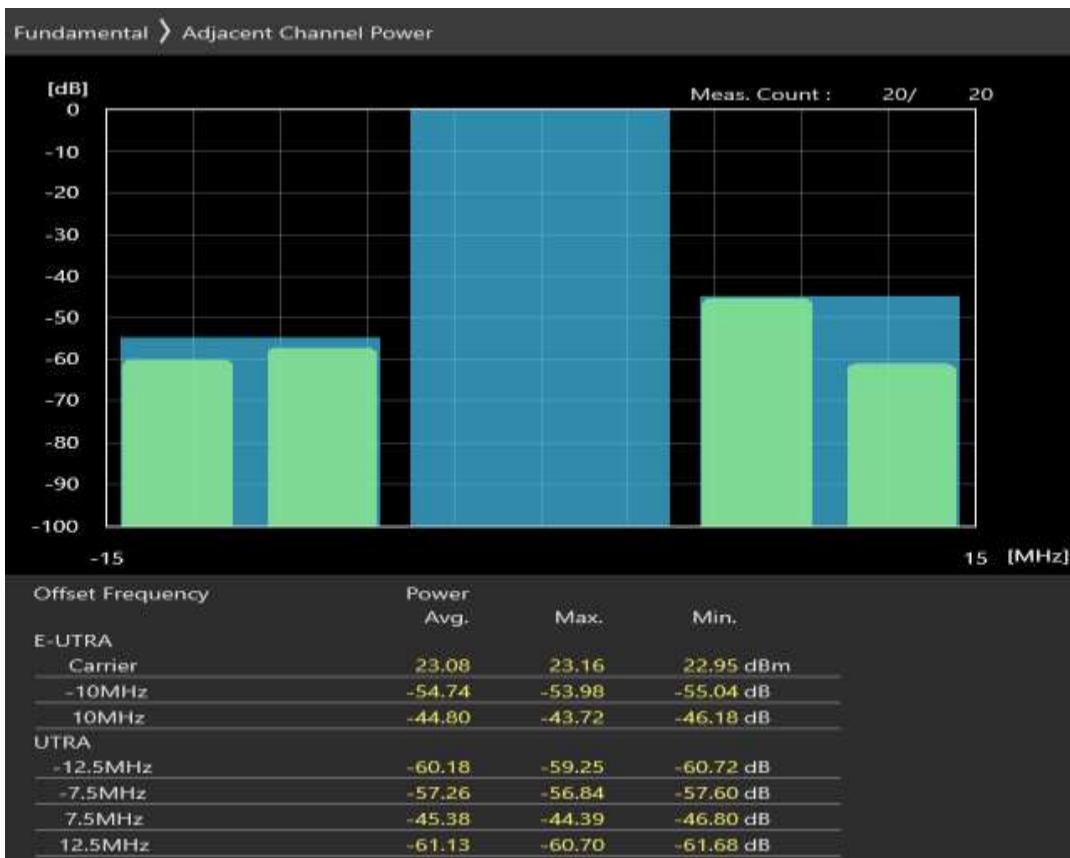 Fundamental 〉 Adjacent Channel Power
[dB]
Meas. Count : 20/ 20
0
-10
-20
-30
-40
-50
-60
-70
-80
-90
-100
-15 15 [MHz]
Offset Frequency Power
Avg. Max. Min.
E-UTRA
Carrier 23.08 23.16 22.95 dBm
-10MHz -54.74 -53.98 -55.04 dB
10MHz -44.80 -43.72 -46.18 dB
UTRA
-12.5MHz -60.18 -59.25 -60.72 dB
-7.5MHz -57.26 -56.84 -57.60 dB
7.5MHz -45.38 -44.39 -46.80 dB
12.5MHz -61.13 -60.70 -61.68 dB